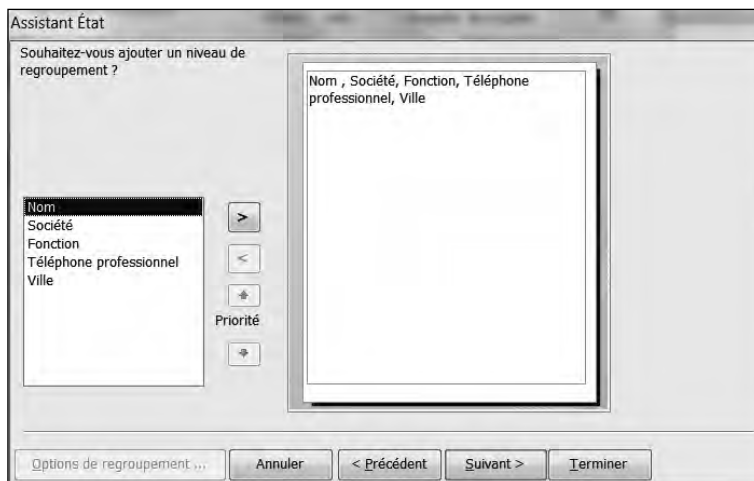 Assistant État
Souhaitez-vous ajouter un niveau de
regroupement ?
Nom , Société, Fonction, Téléphone
professionnel, Ville
Nom
Société
Fonction
Téléphone professionnel
Ville
>
<
Priorité
Options de regroupement ...
Annuler
< Précédent
Suivant >
Terminer